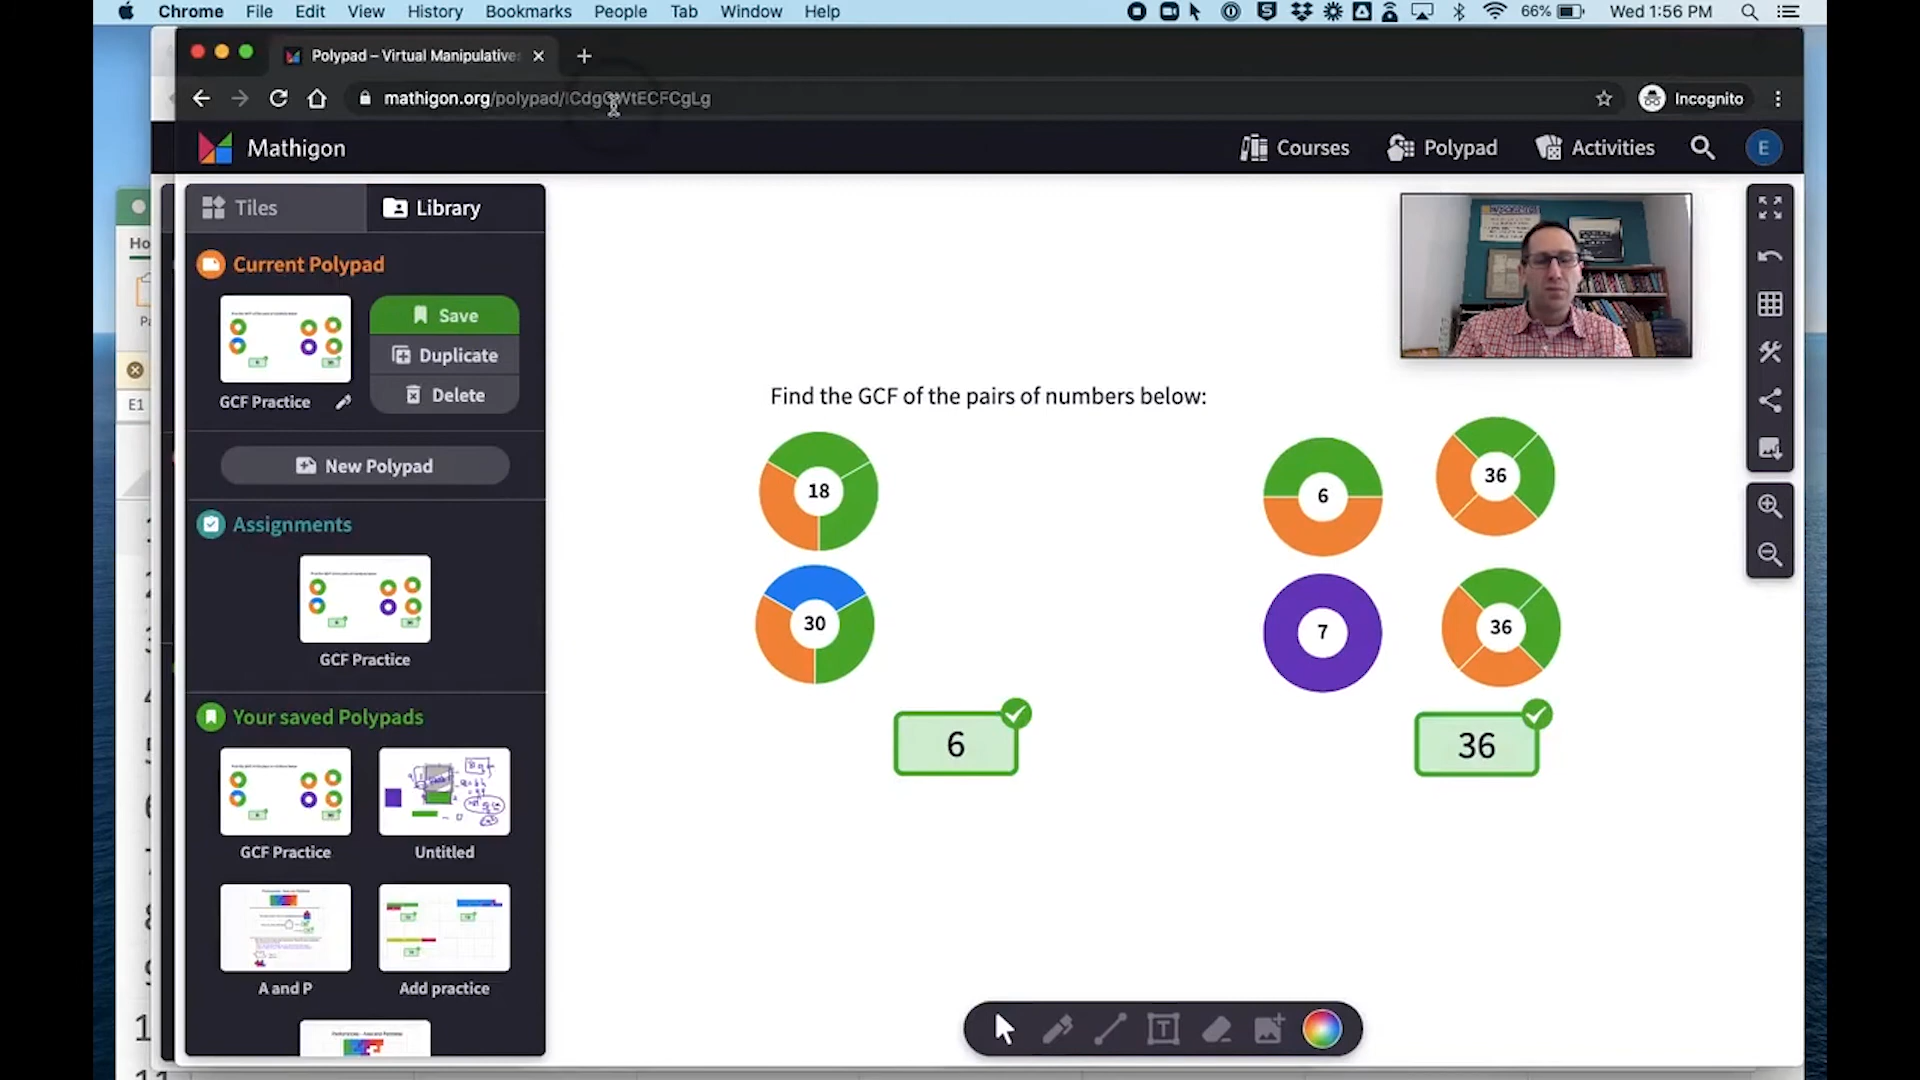 Chrome File Edit View History Bookmarks People Tab Window Help 66% Wed 1:56 PM
Polypad – Virtual Manipulatives
mathigon.org/polypad/
Incognito
Mathigon Courses Polypad Activities E
Tiles Library
Ho
Current Polypad
Save
Duplicate
GCF Practice Delete
E1
New Polypad
Assignments
GCF Practice
Your saved Polypads
GCF Practice Untitled
A and P Add practice
Find the GCF of the pairs of numbers below:
18 6 36
30 7 36
6 36